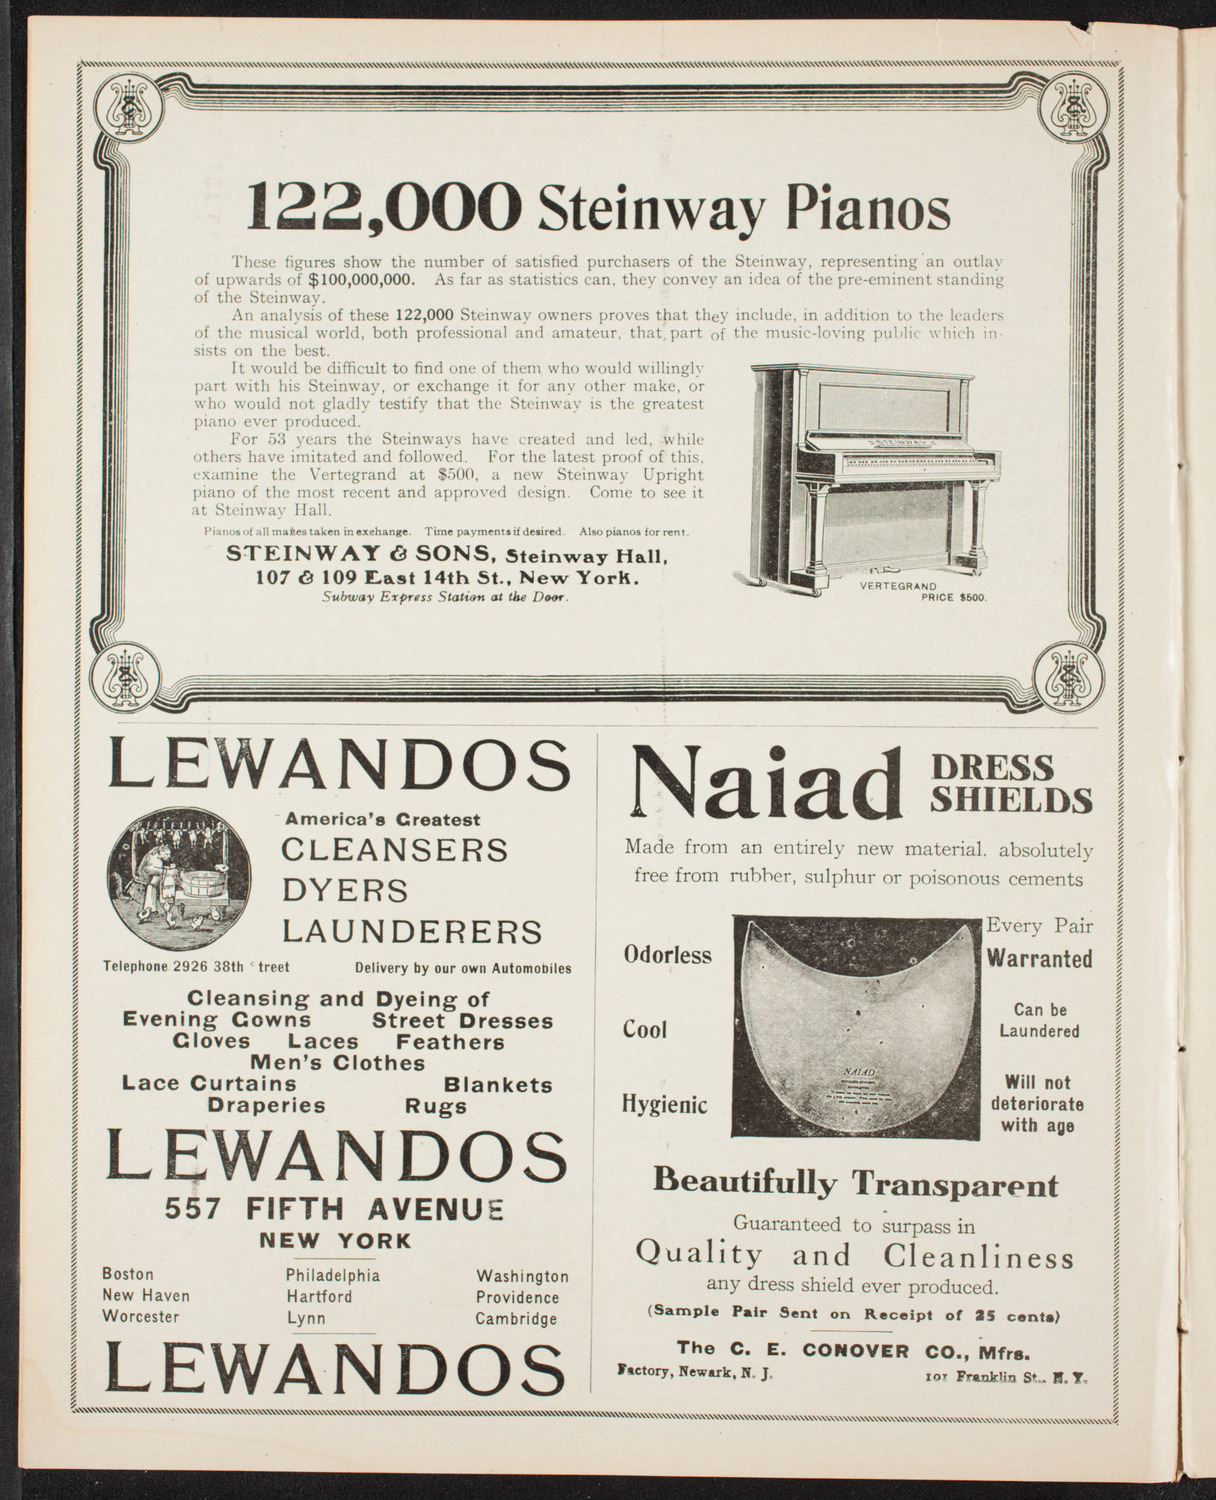 122,000 Steinway Pianos
These figures show the number of satisfied purchasers of the Steinway, representing an outlay
of upwards of $100,000,000. As far as statistics can, they convey an idea of the pre-eminent standing
of the Steinway.
An analysis of these 122,000 Steinway owners proves that they include, in addition to the leaders
of the musical world, both professional and amateur, that part of the music-loving public which in-
sists on the best.
It would be difficult to find one of them who would willingly
part with his Steinway, or exchange it for any other make, or
who would not gladly testify that the Steinway is the greatest
piano ever produced.
For 53 years the Steinways have created and led, while
others have imitated and followed. For the latest proof of this,
examine the Vertegrand at $500, a new Steinway Upright
piano of the most recent and approved design. Come to see it
at Steinway Hall.
Pianos of all makes taken in exehange. Time payments if desired. Also pianos for rent.
STEINWAY & SONS, Steinway Hall,
107 & 109 East 14th St., New York.
Subway Express Station at the Door.
STEINWAY
VERTEGRAND
PRICE $500.
LEWANDOS
America's Greatest
CLEANSERS
DYERS
LAUNDERERS
Telephone 2926 38th treet Delivery by our own Automobiles
Cleansing and Dyeing of
Evening Gowns Street Dresses
Gloves Laces Feathers
Men's Clothes
Lace Curtains Blankets
Draperies Rugs
LEWANDOS
557 FIFTH AVENUE
NEW YORK
Boston Philadelphia Washington
New Haven Hartford Providence
Worcester Lynn Cambridge
LEWANDOS
Naiad DRESS
SHIELDS
Made from an entirely new material. absolutely
free from rubber, sulphur or poisonous cements
Odorless
Cool
Hygienic
NAIAD
Every Pair
Warranted
Can be
Laundered
Will not
deteriorate
with age
Beautifully Transparent
Guaranteed to surpass in
Quality and Cleanliness
any dress shield ever produced.
(Sample Pair Sent on Receipt of 25 cents)
The C. E. CONOVER CO., Mfrs.
Factory, Newark, N. J. 101 Franklin St., N. Y.